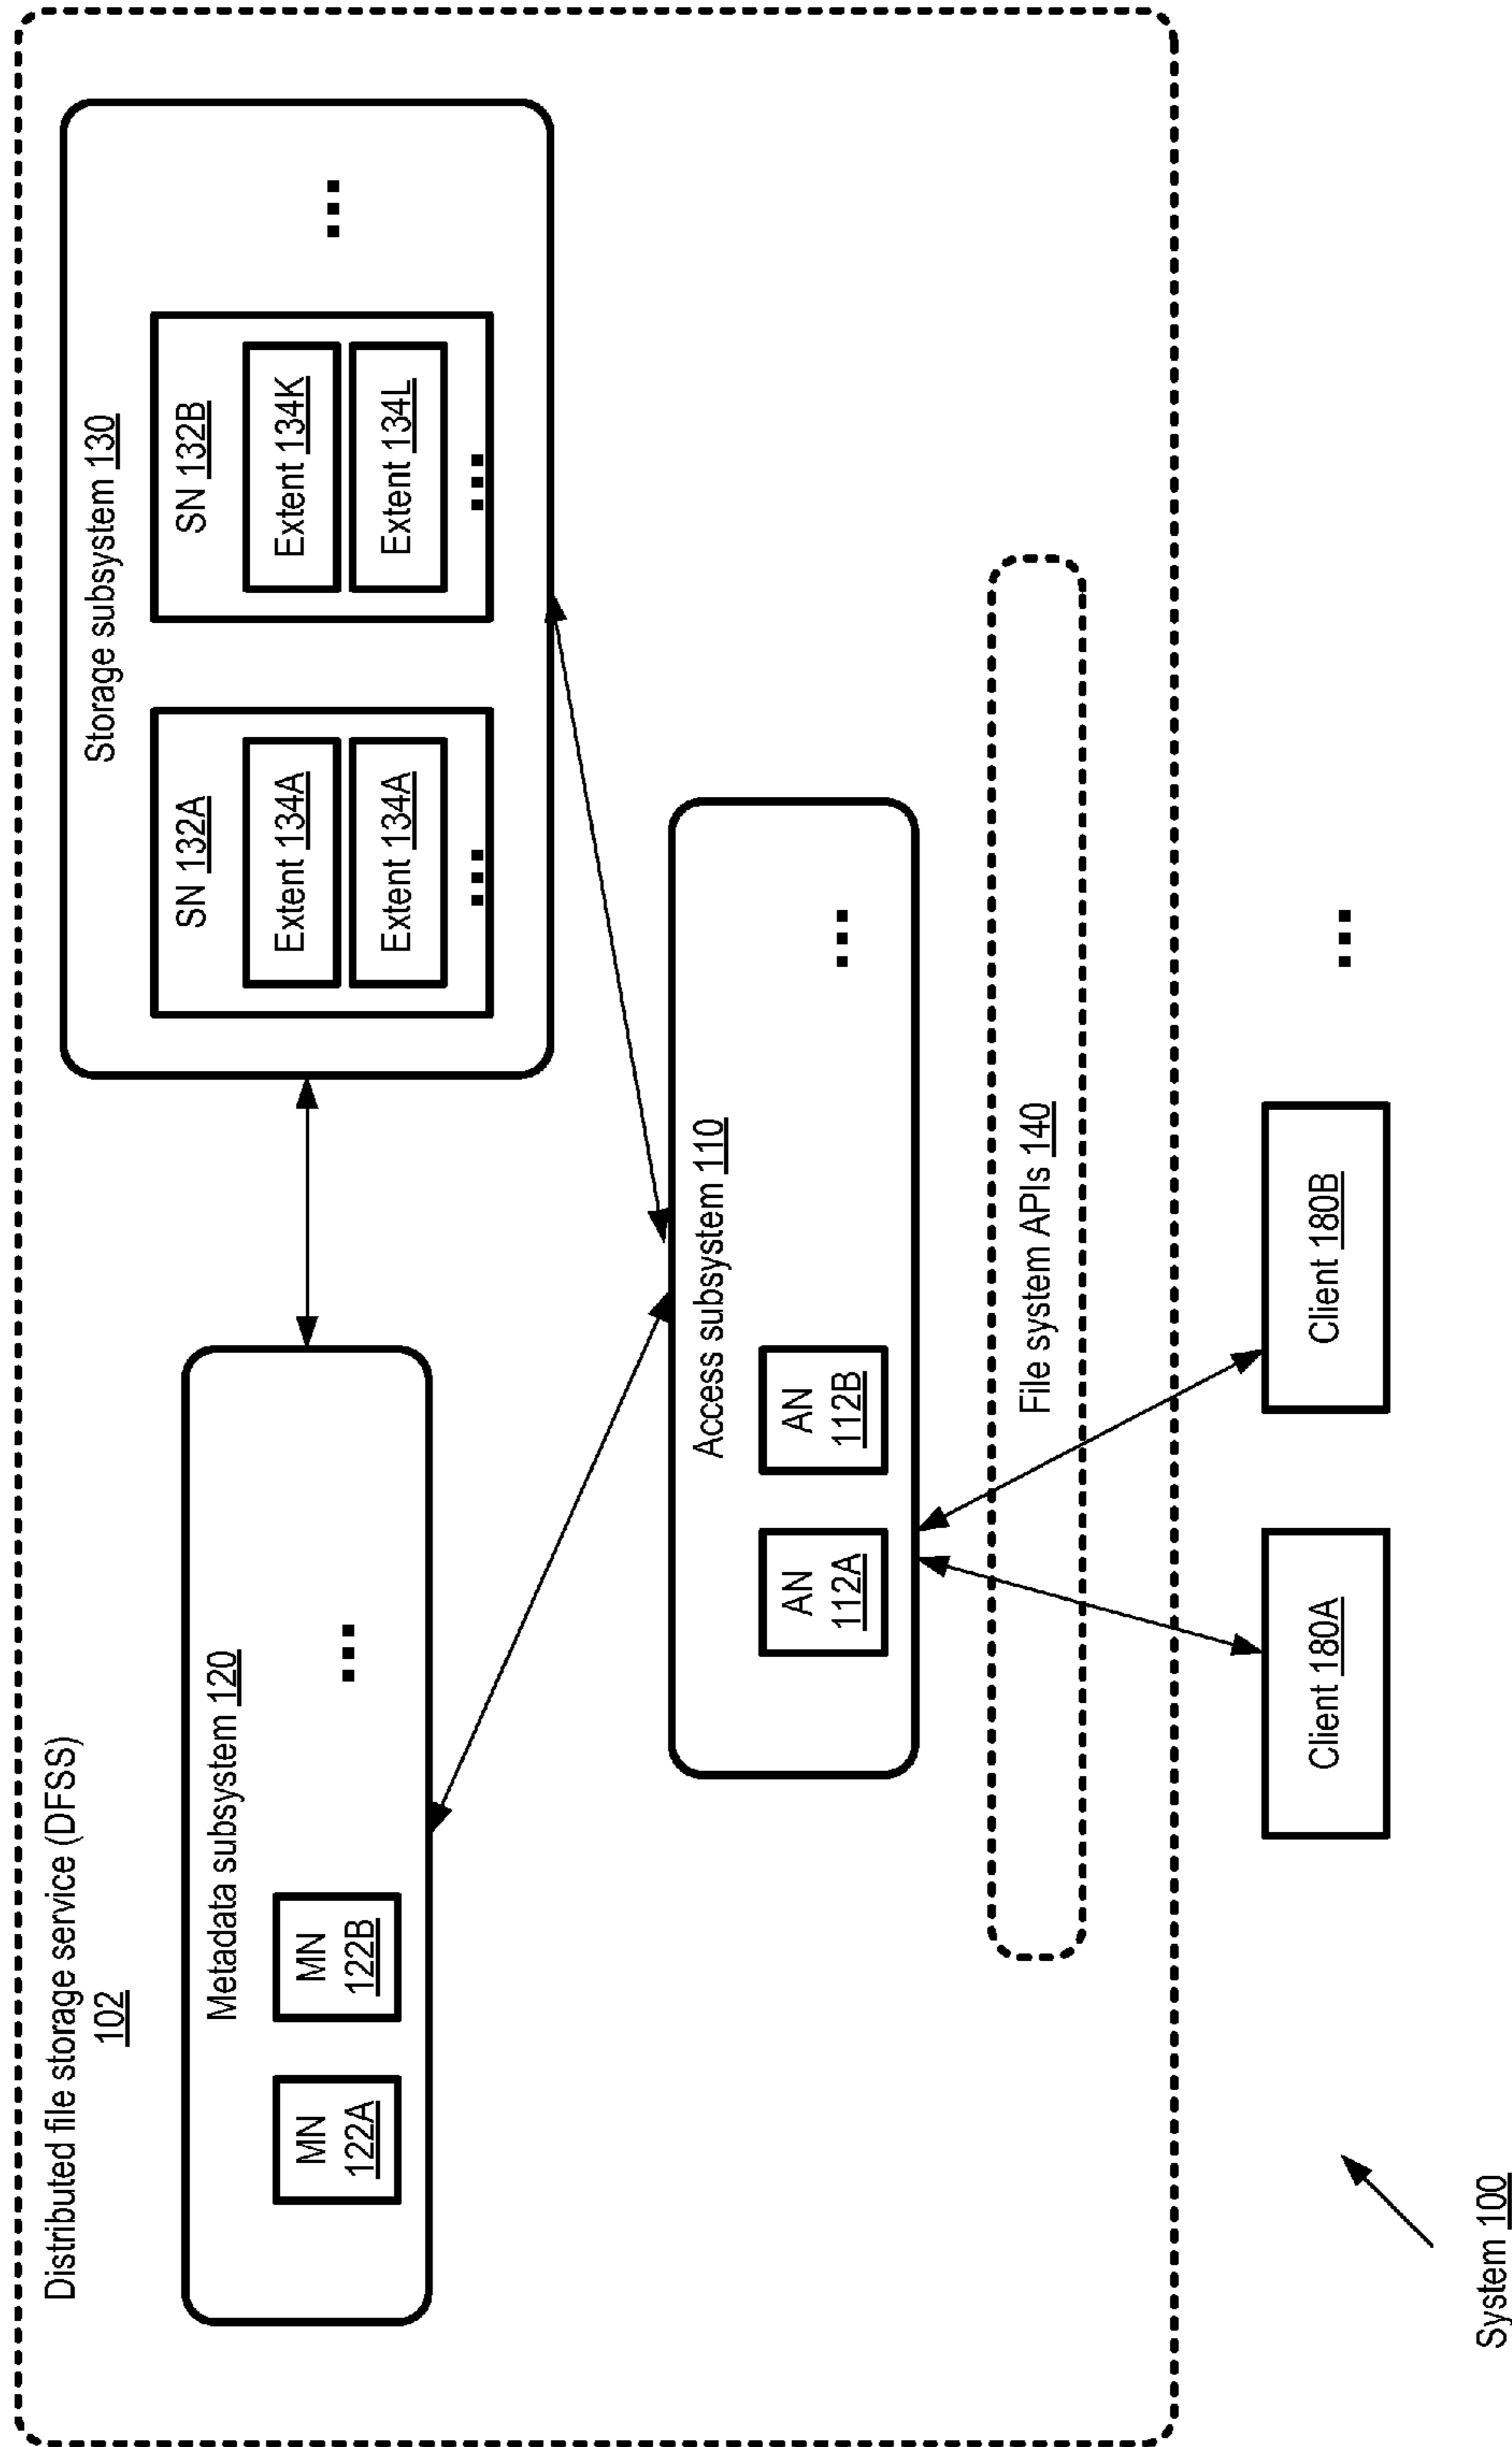 Distributed file storage service (DFSS)
102
Metadata subsystem 120
MN
122A
MN
122B
Storage subsystem 130
SN 132A
Extent 134A
Extent 134A
SN 132B
Extent 134K
Extent 134L
Access subsystem 110
AN
112A
AN
112B
File system APIs 140
Client 180A
Client 180B
System 100